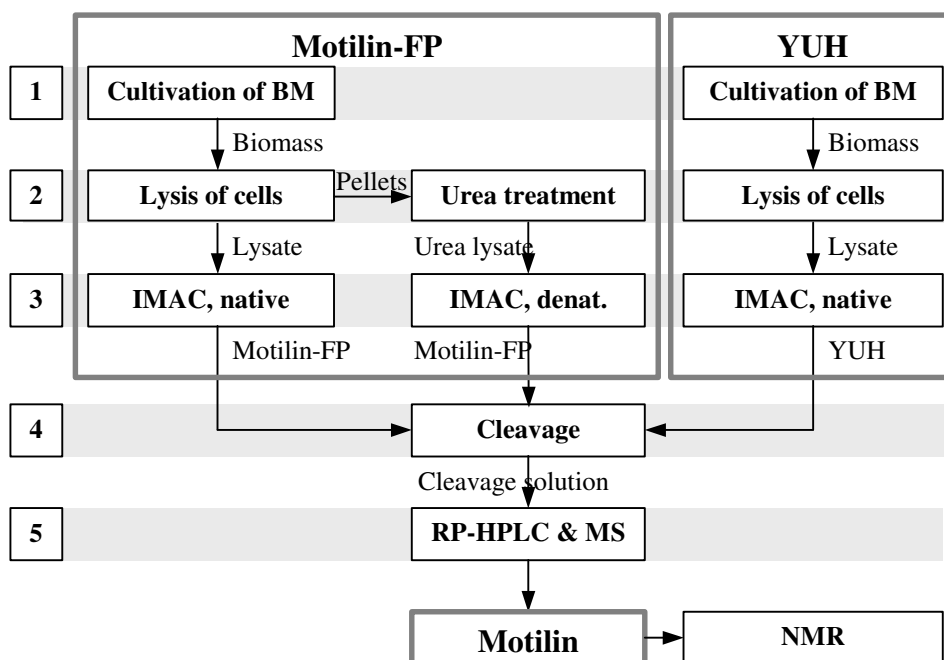 Motilin-FP
YUH
1
Cultivation of BM
Cultivation of BM
Biomass
Biomass
2
Lysis of cells
Pellets
Urea treatment
Lysis of cells
Lysate
Urea lysate
Lysate
3
IMAC, native
IMAC, denat.
IMAC, native
Motilin-FP
Motilin-FP
YUH
4
Cleavage
Cleavage solution
5
RP-HPLC & MS
Motilin
NMR